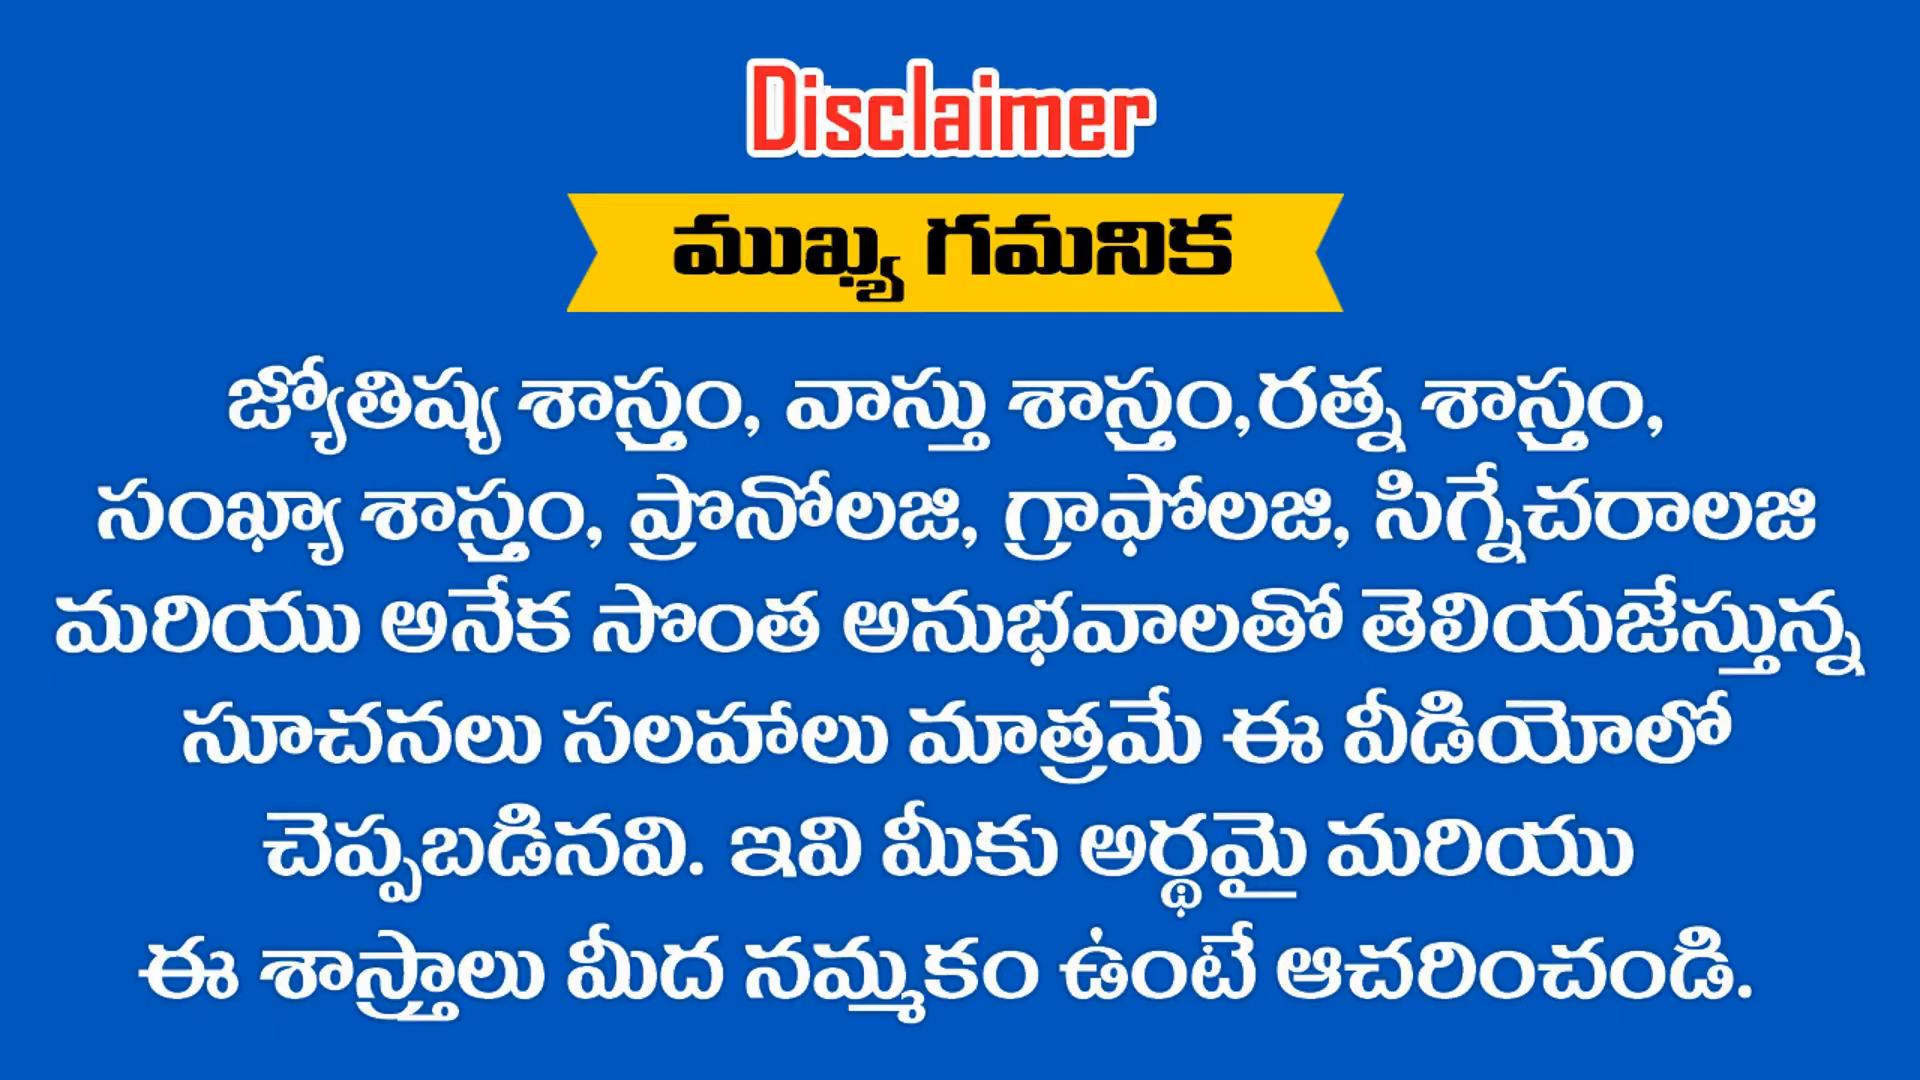 Disclaimer
ముఖ్య గమనిక
జ్యోతిష్య శాస్త్రం, వాస్తు శాస్త్రం,రత్న శాస్త్రం,
సంఖ్యా శాస్త్రం, ప్రొనోలజి, గ్రాఫోలజి, సిగ్నేచరాలజి
మరియు అనేక సొంత అనుభవాలతో తెలియజేస్తున్న
సూచనలు సలహాలు మాత్రమే ఈ వీడియోలో
చెప్పబడినవి. ఇవి మీకు అర్థమై మరియు
ఈ శాస్త్రాలు మీద నమ్మకం ఉంటే ఆచరించండి.